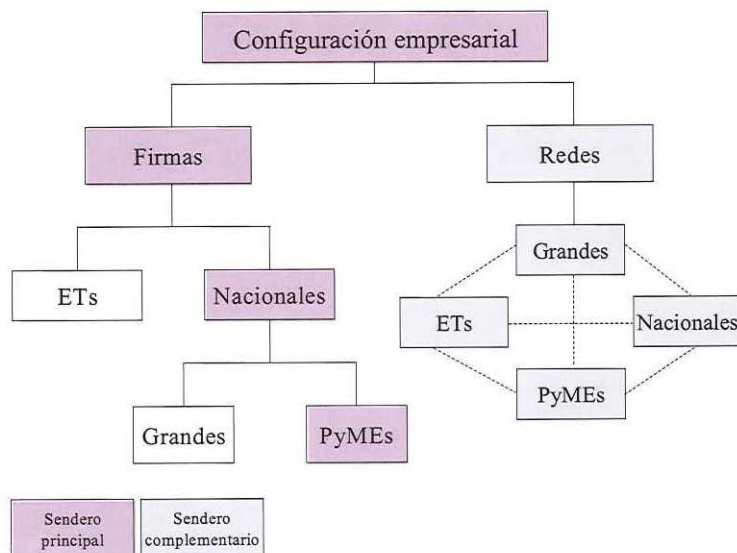 Configuración empresarial
Firmas
Redes
ETs
Nacionales
Grandes
PyMEs
Grandes
ETs
Nacionales
PyMEs
Sendero
principal
Sendero
complementario